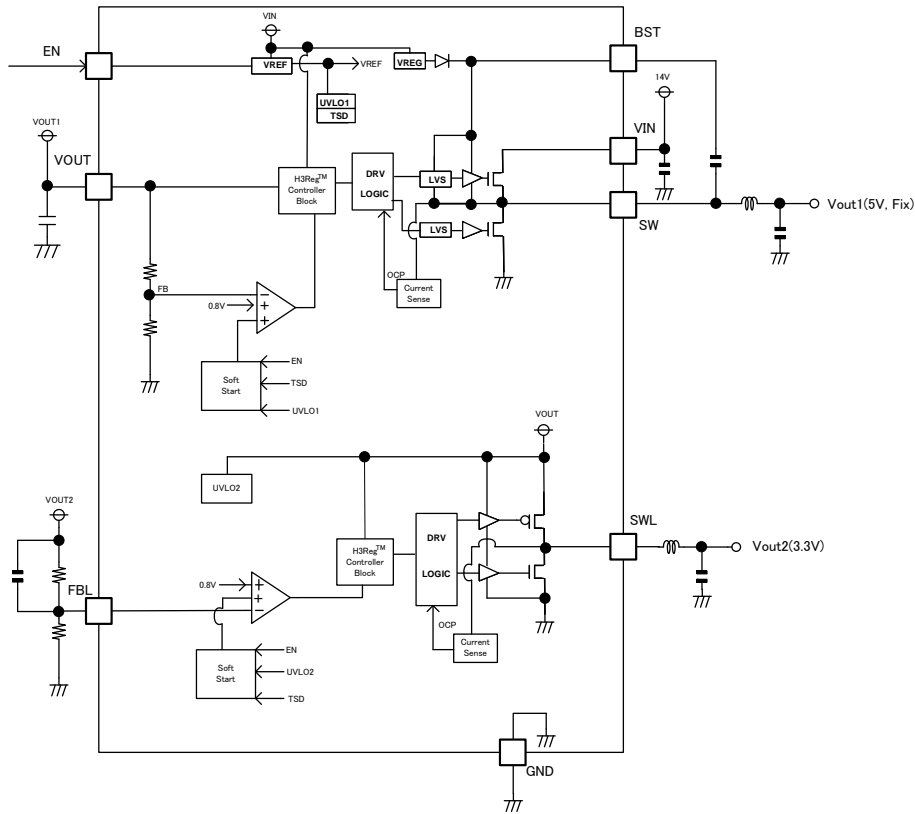 EN
VIN
VREF
VREF
UVLO1
TSD
VREG
BST
14V
VIN
VOUT1
VOUT
H3Reg™
Controller
Block
DRV
LOGIC
LVS
LVS
SW
Vout1(5V, Fix)
OCP
Current
Sense
FB
0.8V
−
+
+
Soft
Start
EN
TSD
UVLO1
VOUT
UVLO2
VOUT2
FBL
H3Reg™
Controller
Block
DRV
LOGIC
SWL
Vout2(3.3V)
0.8V
+
+
−
OCP
Current
Sense
Soft
Start
EN
UVLO2
TSD
GND